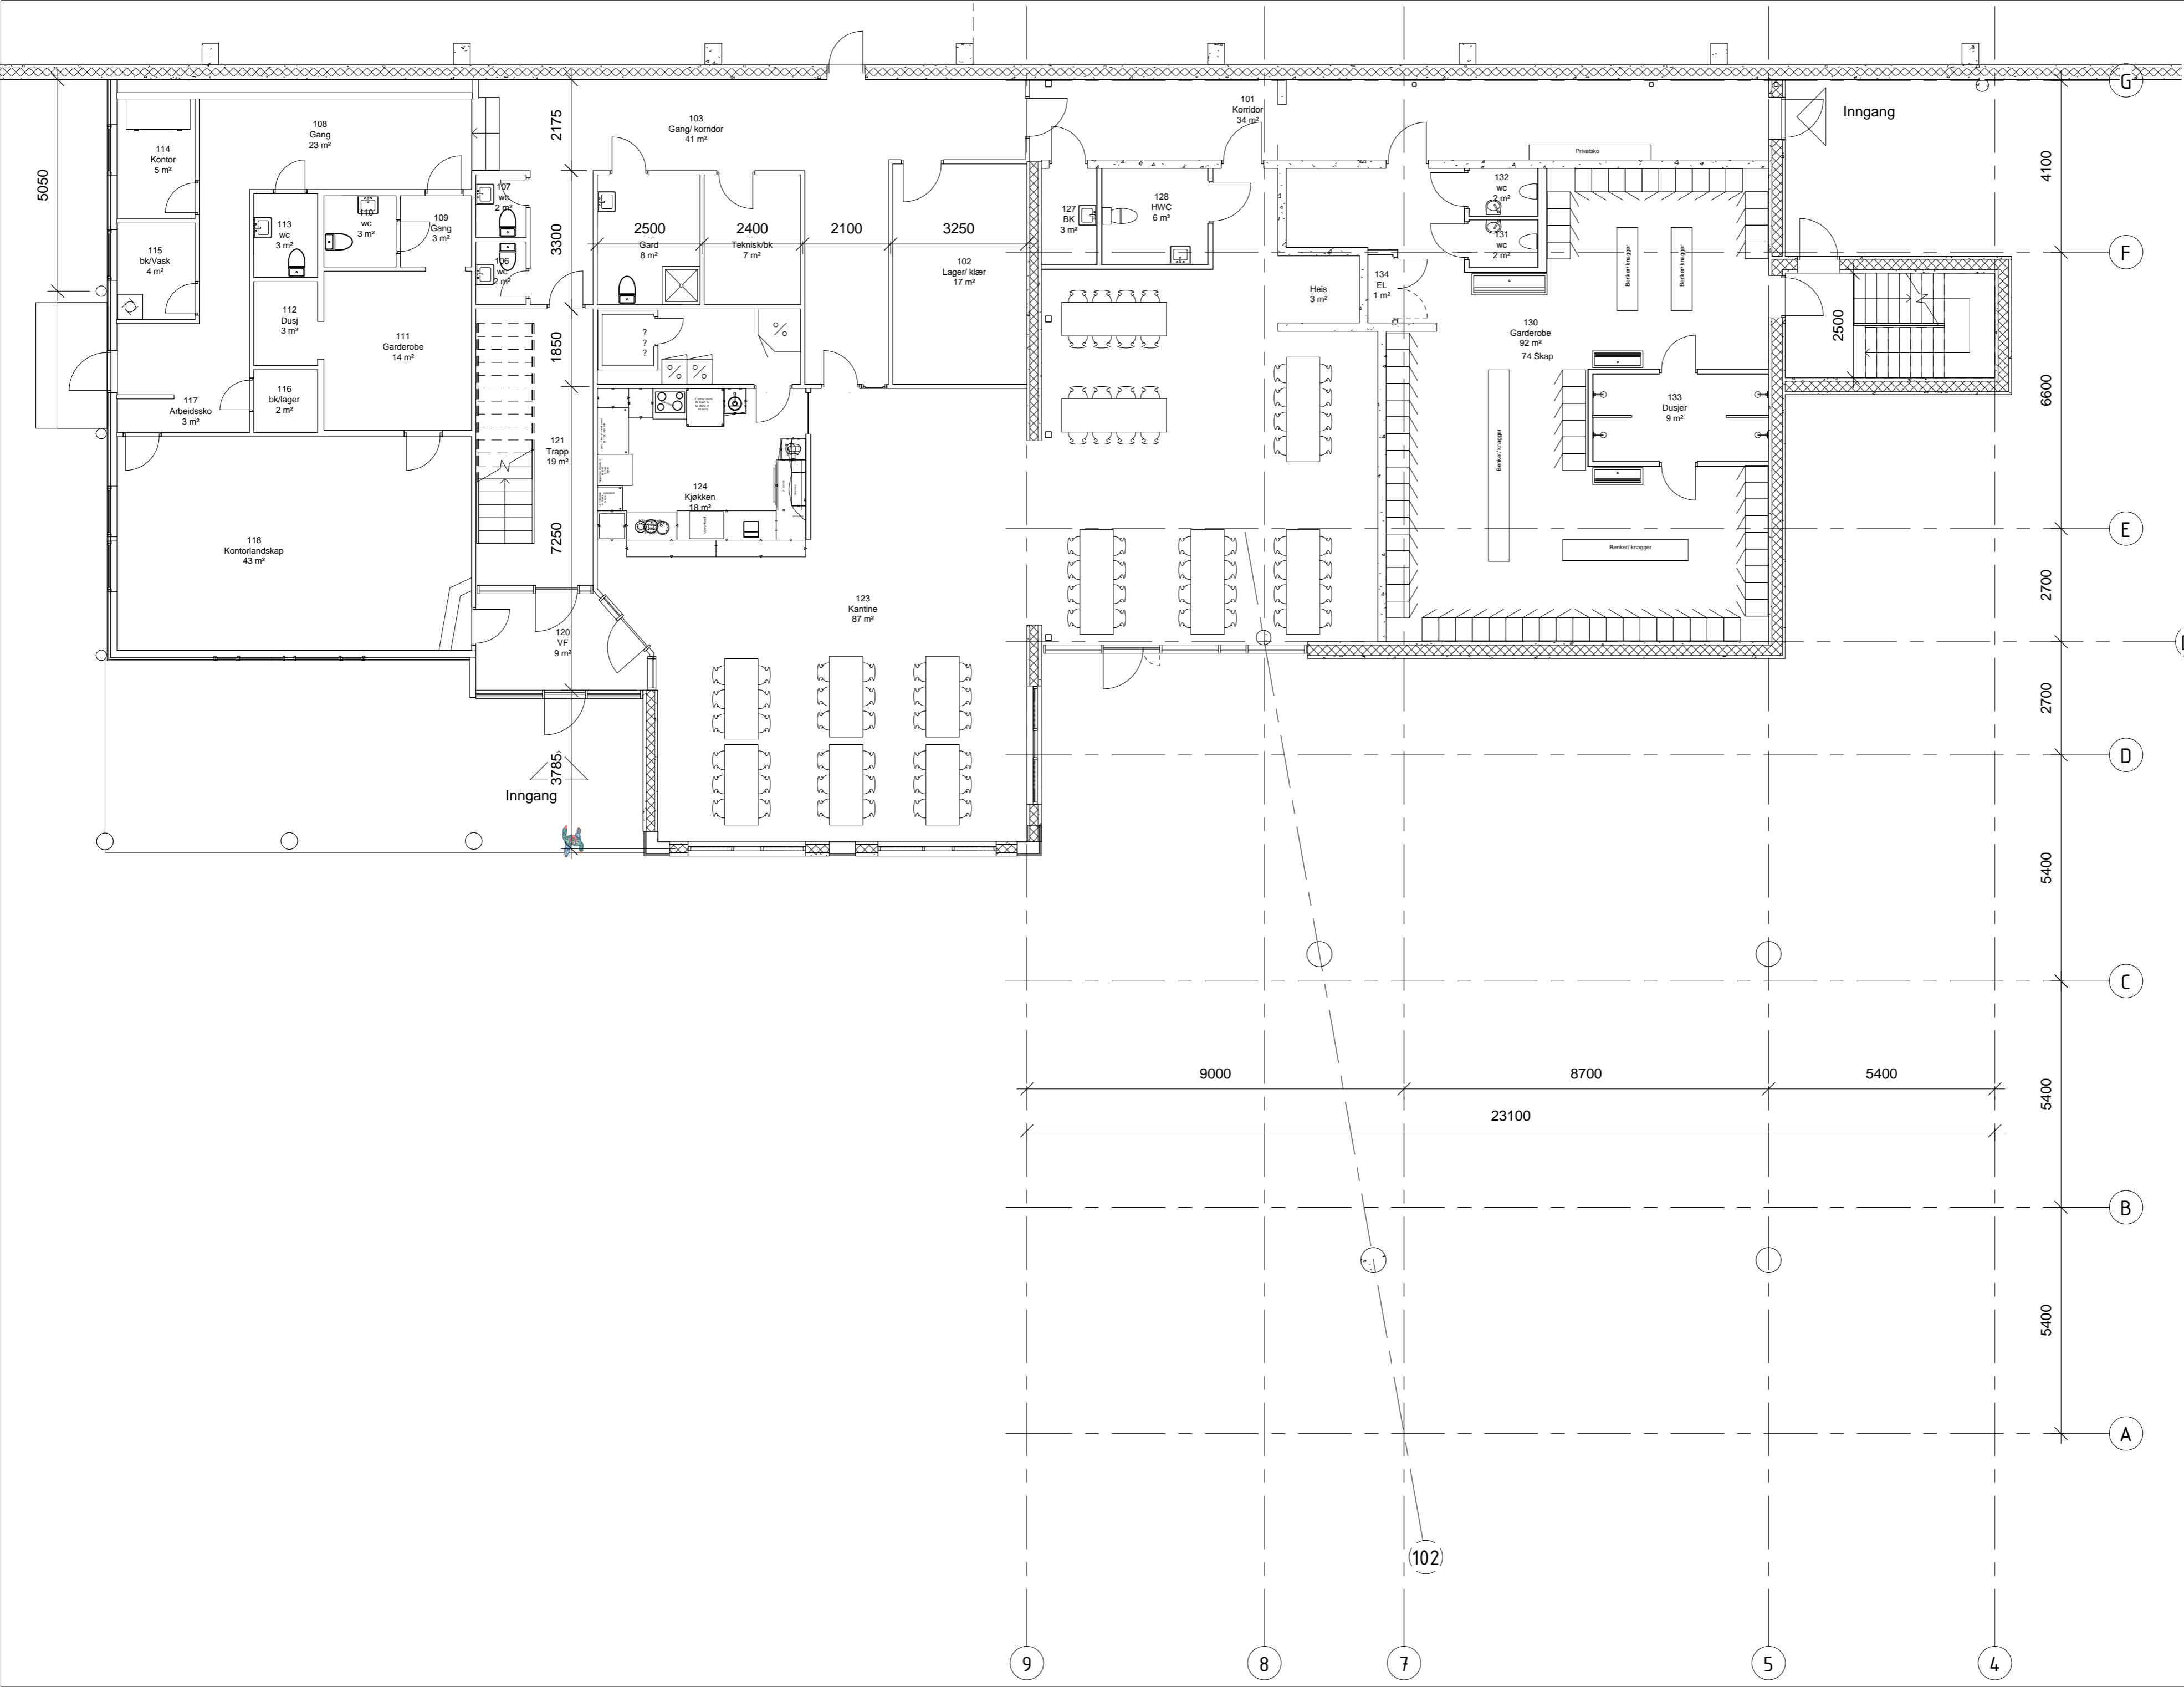 G
Inngang
101
Korridor
34 m²
103
Gang/ korridor
41 m²
108
Gang
23 m²
2175
114
Kontor
5 m²
Privatsko
5050
4100
107
wc
2 m²
132
wc
2 m²
128
HWC
6 m²
127
BK
3 m²
113
wc
3 m²
110
wc
3 m²
109
Gang
3 m²
3300
2500
2400
2100
3250
Gard
8 m²
Teknisk/bk
7 m²
131
wc
2 m²
115
bk/Vask
4 m²
106
wc
2 m²
102
Lager/ klær
17 m²
Benker/ knagger
Benker/ knagger
F
134
EL
1 m²
Heis
3 m²
112
Dusj
3 m²
111
Garderobe
14 m²
1850
?
?
?
130
Garderobe
92 m²
74 Skap
2500
6600
116
bk/lager
2 m²
117
Arbeidssko
3 m²
133
Dusjer
9 m²
121
Trapp
19 m²
Benker/ knagger
124
Kjøkken
18 m²
118
Kontorlandskap
43 m²
7250
E
Benker/ knagger
2700
123
Kantine
87 m²
120
VF
9 m²
2700
D
3785
Inngang
5400
C
9000
8700
5400
5400
23100
B
5400
A
102
9
8
7
5
4